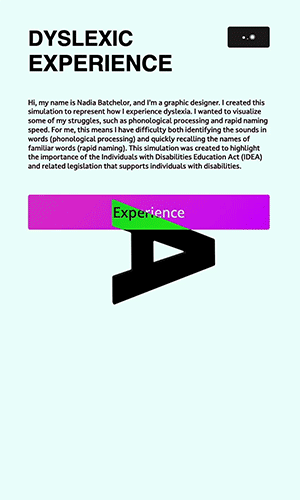 DYSLEXIC
EXPERIENCE
Hi, my name is Nadia Batchelor, and I'm a graphic designer. I created this
simulation to represent how I experience dyslexia. I wanted to visualize
some of my struggles, such as phonological processing and rapid naming
speed. For me, this means I have difficulty both identifying the sounds in
words (phonological processing) and quickly recalling the names of
familiar words (rapid naming). This simulation was created to highlight
the importance of the Individuals with Disabilities Education Act (IDEA)
and related legislation that supports individuals with disabilities.
Experience
A